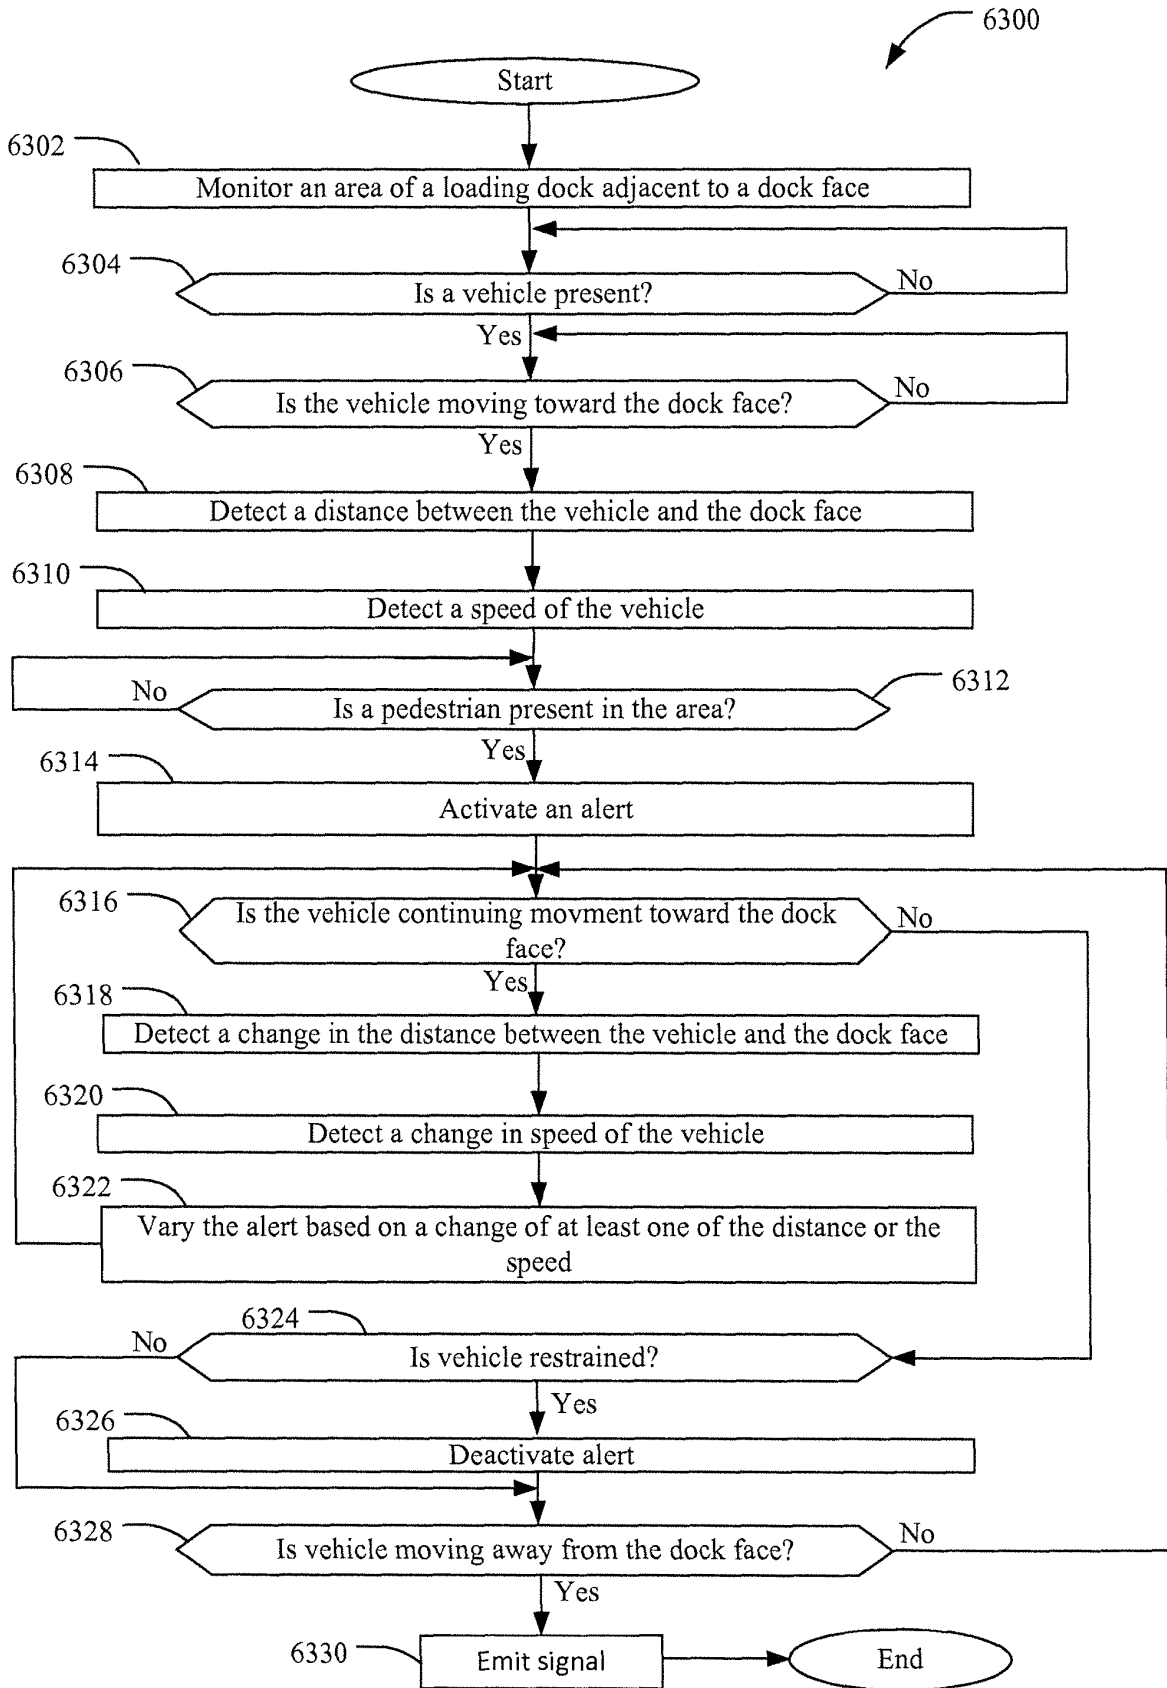 6300
Start
6302
Monitor an area of a loading dock adjacent to a dock face
6304
Is a vehicle present?
No
Yes
6306
Is the vehicle moving toward the dock face?
No
Yes
6308
Detect a distance between the vehicle and the dock face
6310
Detect a speed of the vehicle
No
Is a pedestrian present in the area?
6312
Yes
6314
Activate an alert
6316
Is the vehicle continuing movment toward the dock
face?
No
Yes
6318
Detect a change in the distance between the vehicle and the dock face
6320
Detect a change in speed of the vehicle
6322
Vary the alert based on a change of at least one of the distance or the
speed
6324
No
Is vehicle restrained?
Yes
6326
Deactivate alert
6328
Is vehicle moving away from the dock face?
No
Yes
6330
Emit signal
End